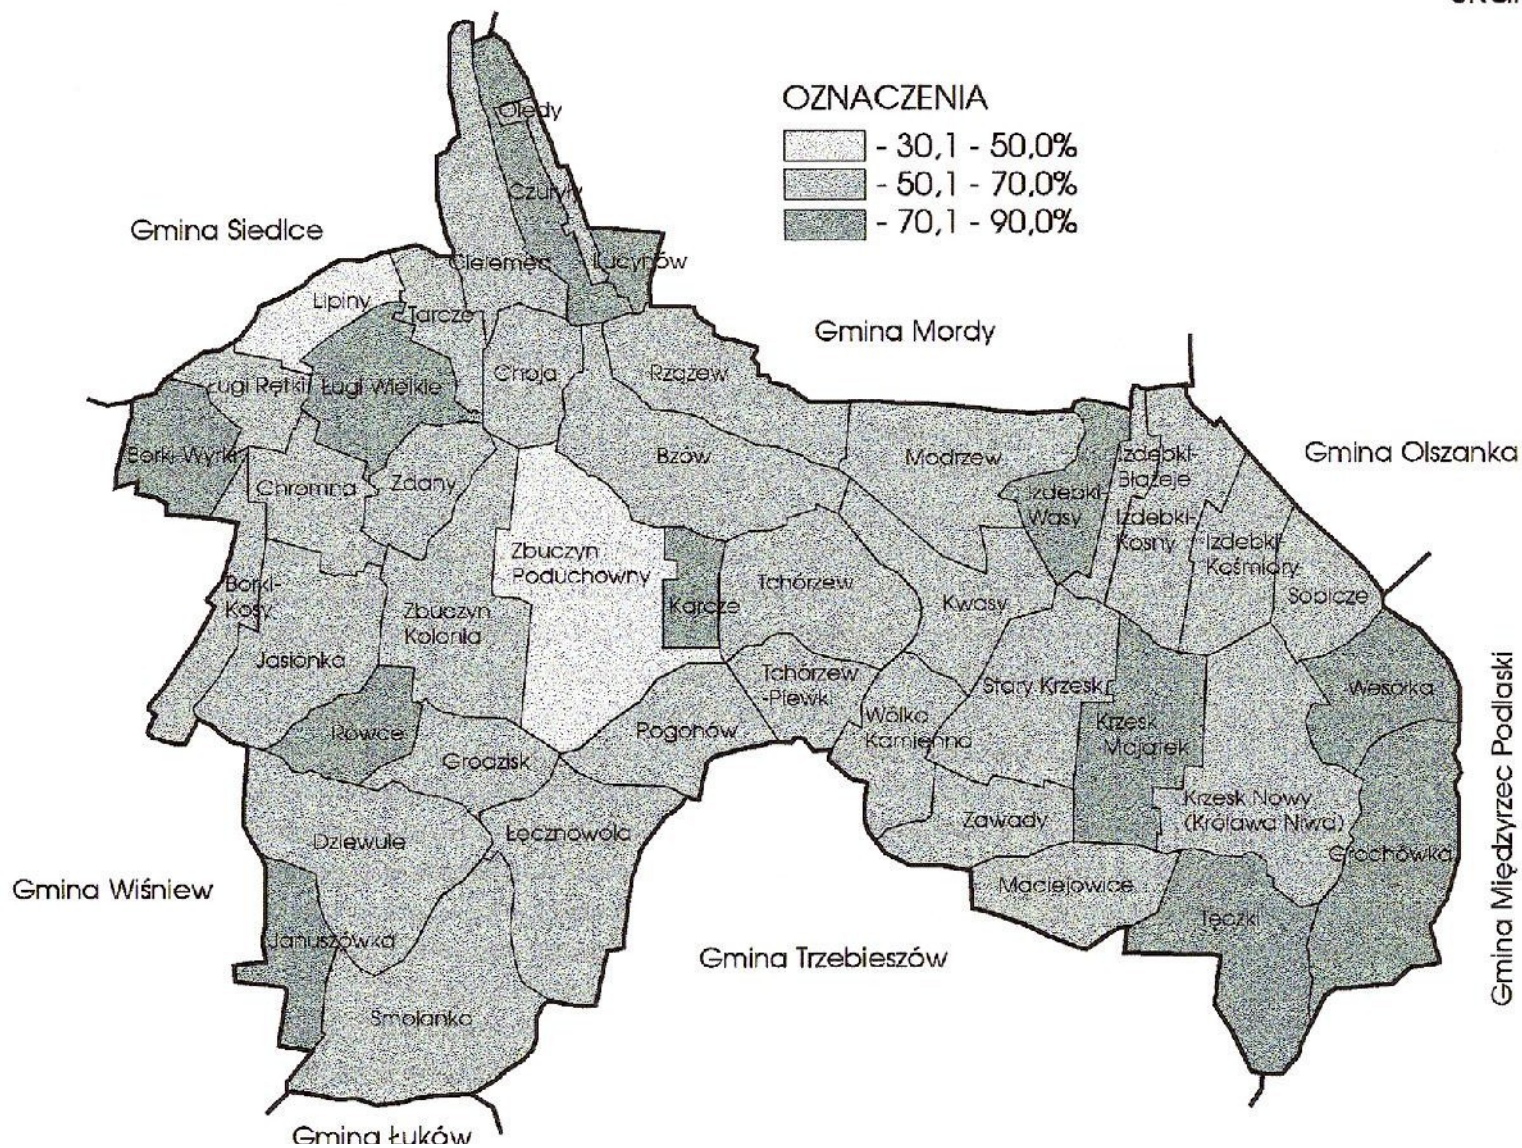 OZNACZENIA
- 30,1 - 50,0%
- 50,1 - 70,0%
- 70,1 - 90,0%
Olędy
Czuryły
Gmina Siedlce
Cielemęc
Lucynów
Lipiny
Tarcze
Gmina Mordy
Choja
Rzążew
Ługi Rętki
Ługi Wielkie
Borki-Wyrki
Bzów
Modrzew
Gmina Olszanka
Izdebki-
Błażeje
Chromna
Zdany
Izdebki-
Wasy
Izdebki-
Kosny
Izdebki-
Kośmidry
Zbuczyn
Poduchowny
Borki-
Kosy
Zbuczyn
Kolonia
Karcze
Tchórzew
Kwasy
Sobicze
Jasionka
Tchórzew
-Plewk
Stary Krzesk
Wesółka
Gmina Międzyrzec Podlaski
Rówce
Grodzisk
Pogonów
Wólka
Kamienna
Krzesk
Majątek
Krzesk Nowy
(Królowa Niwa)
Dziewule
Łęcznowola
Zawady
Grochówka
Gmina Wiśniew
Maciejowice
Tęczki
Januszówka
Gmina Trzebieszów
Smolanka
Gmina Łuków